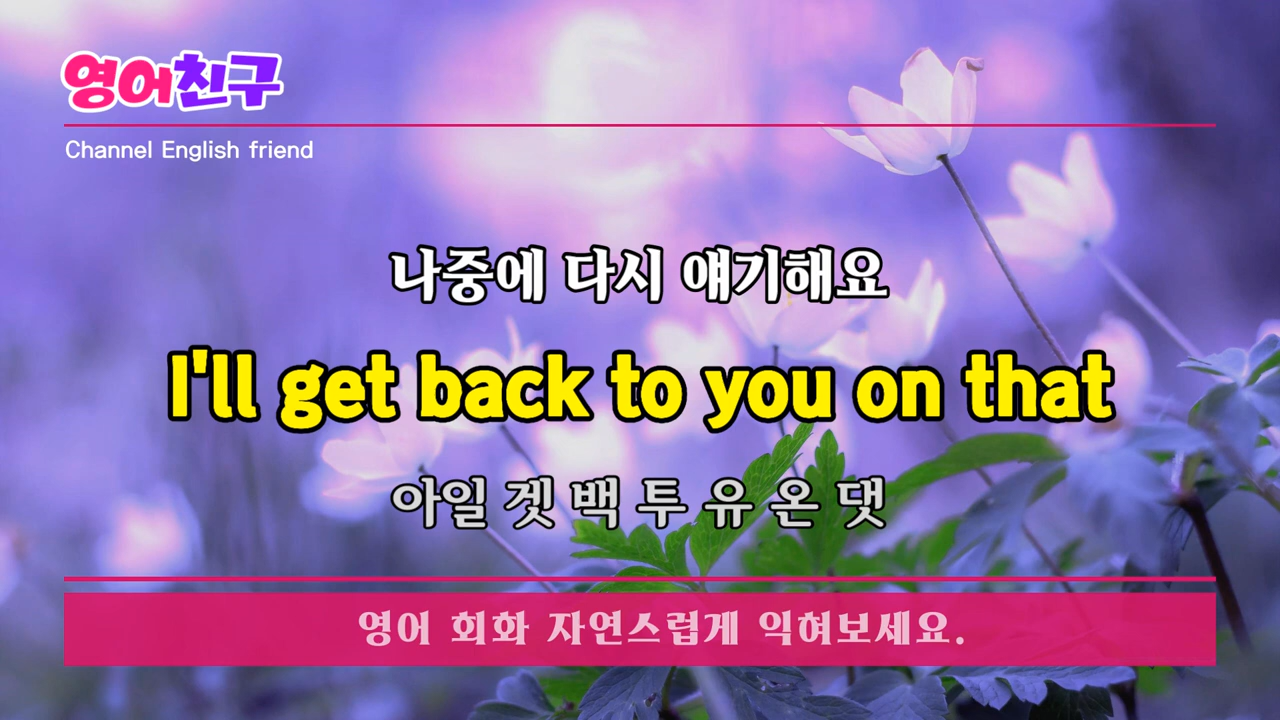 영어친구
Channel English friend
나중에 다시 얘기해요
I'll get back to you on that
아일 겟 백 투 유 온 댓
영어 회화 자연스럽게 익혀보세요.